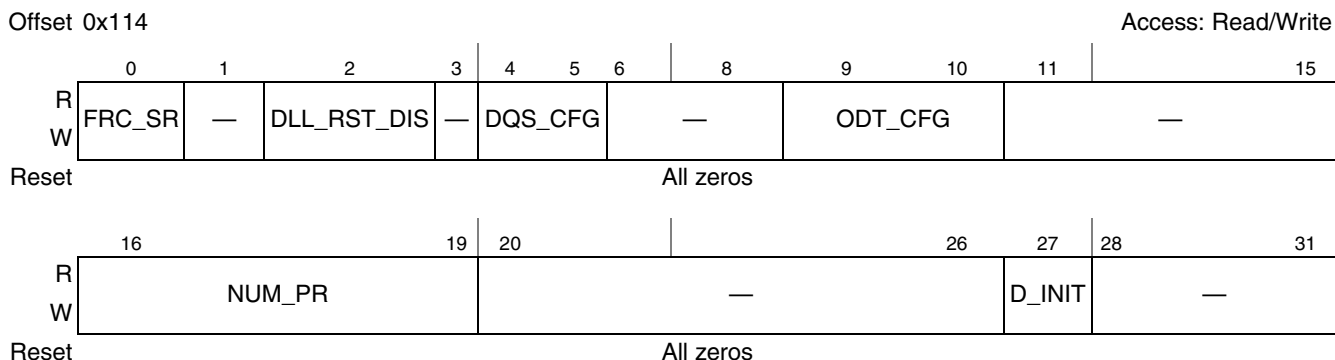 Offset 0x114 Access: Read/Write
0 1 2 3 4 5 6 8 9 10 11 15
R
W
FRC_SR — DLL_RST_DIS — DQS_CFG — ODT_CFG —
Reset All zeros
16 19 20 26 27 28 31
R
W
NUM_PR — D_INIT —
Reset All zeros